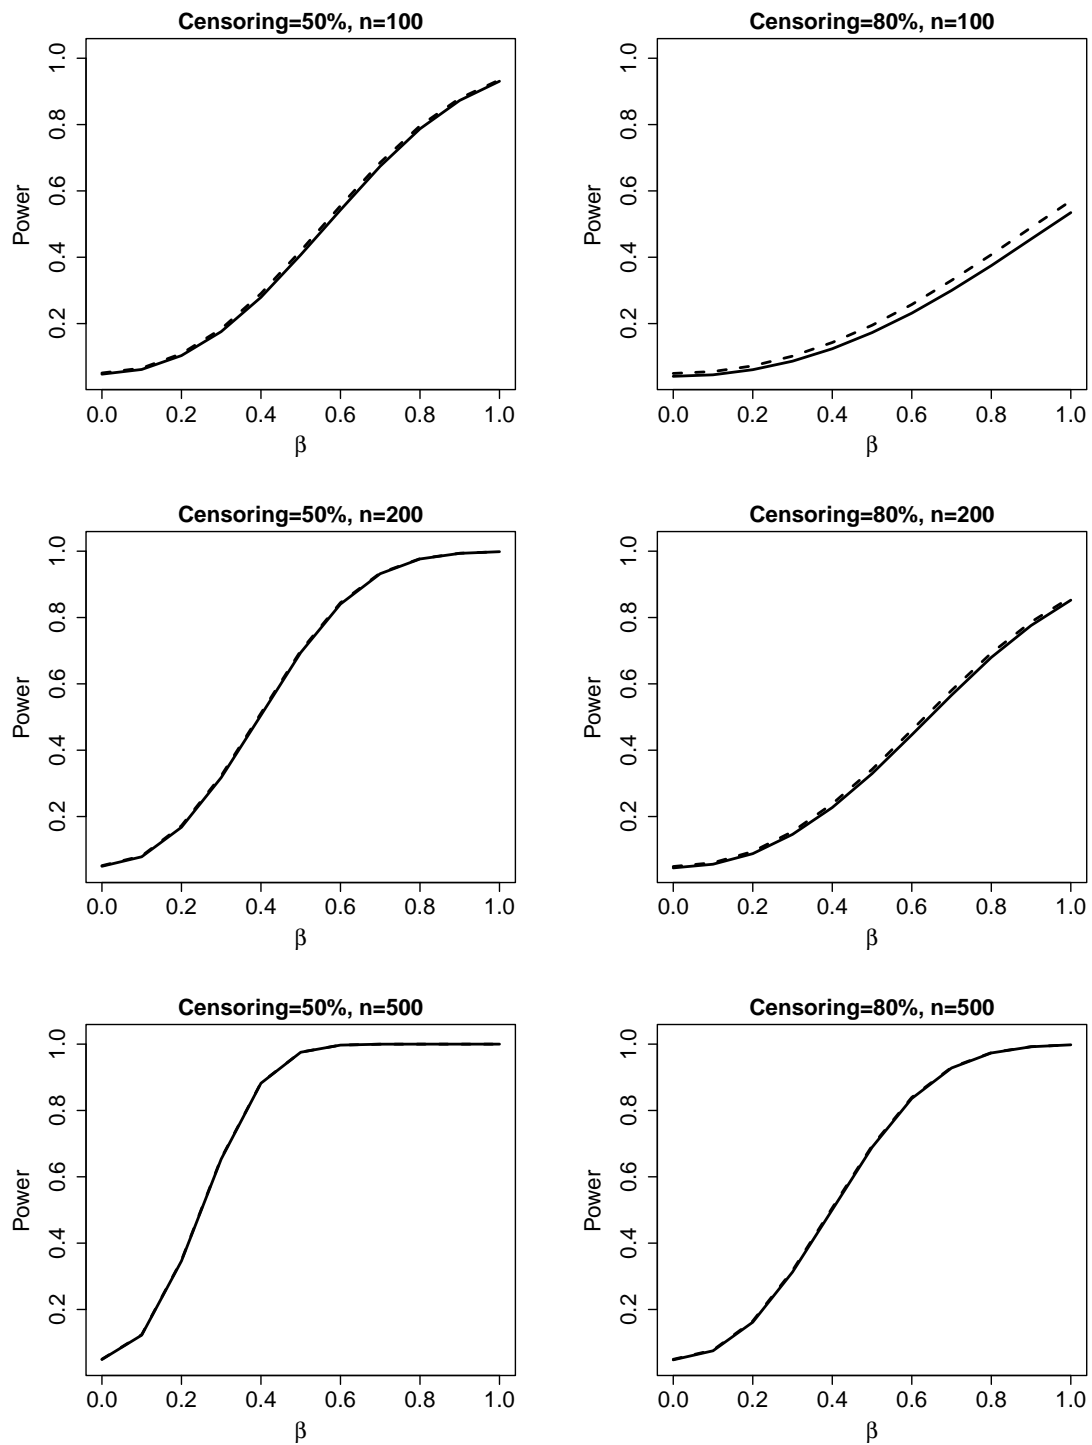 Censoring=50%, n=100
Power
0.2 0.4 0.6 0.8 1.0
0.0 0.2 0.4 0.6 0.8 1.0
β
Censoring=80%, n=100
Power
0.2 0.4 0.6 0.8 1.0
0.0 0.2 0.4 0.6 0.8 1.0
β
Censoring=50%, n=200
Power
0.2 0.4 0.6 0.8 1.0
0.0 0.2 0.4 0.6 0.8 1.0
β
Censoring=80%, n=200
Power
0.2 0.4 0.6 0.8 1.0
0.0 0.2 0.4 0.6 0.8 1.0
β
Censoring=50%, n=500
Power
0.2 0.4 0.6 0.8 1.0
0.0 0.2 0.4 0.6 0.8 1.0
β
Censoring=80%, n=500
Power
0.2 0.4 0.6 0.8 1.0
0.0 0.2 0.4 0.6 0.8 1.0
β